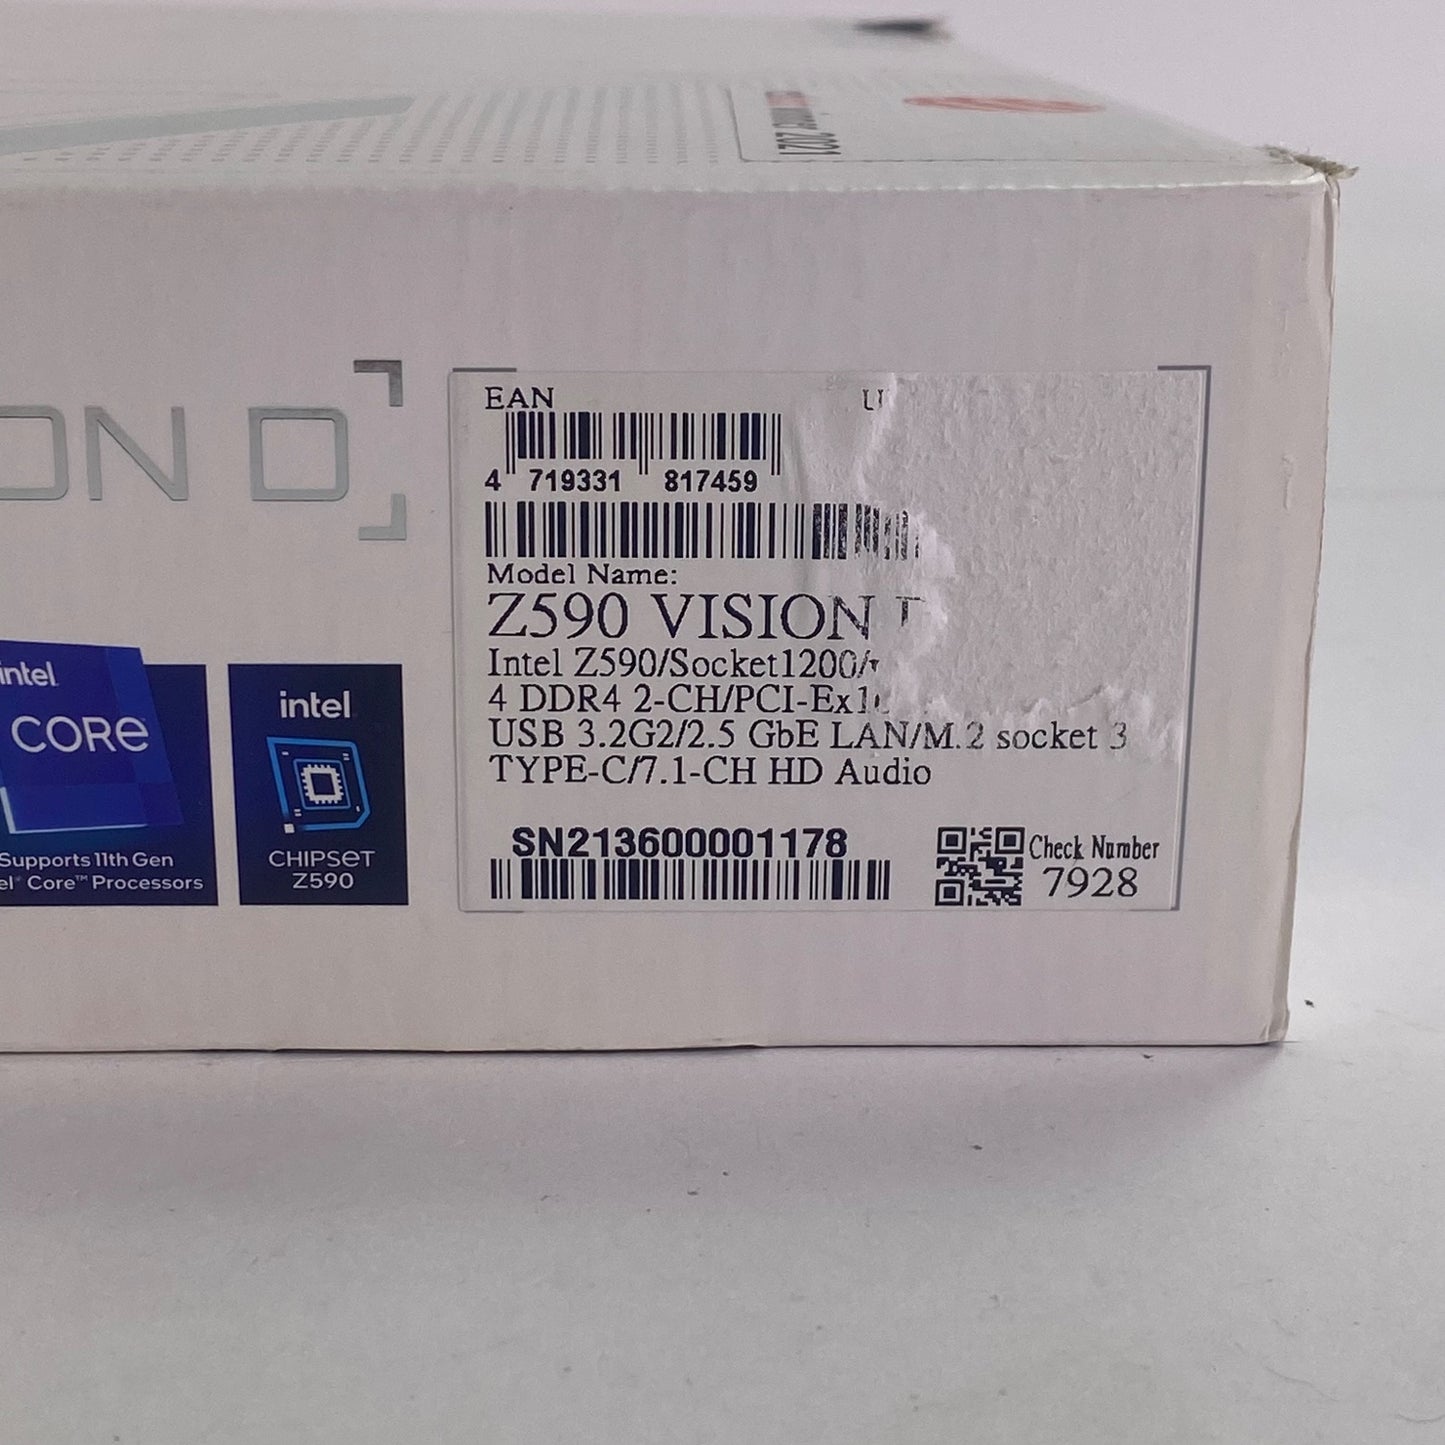 2021
ON D
EAN
4 719331 817459
Model Name:
Z590 VISION
Intel Z590/Socket1200/
4 DDR4 2-CH/PCI-Ex1
USB 3.2G2/2.5 GbE LAN/M.2 socket 3
TYPE-C/7.1-CH HD Audio
SN213600001178
Check Number
7928
intel
CORE
Supports 11th Gen
el® Core™ Processors
intel
CHIPSET
Z590